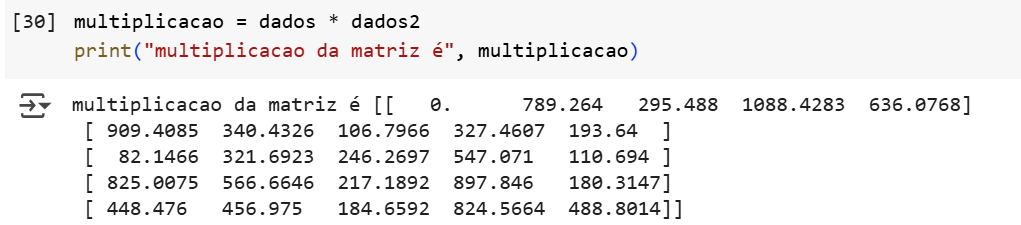 [30] multiplicacao = dados * dados2
print("multiplicacao da matriz é", multiplicacao)
multiplicacao da matriz é [[   0.      789.264   295.488  1088.4283  636.0768]
[ 909.4085  340.4326  106.7966  327.4607  193.64  ]
[  82.1466  321.6923  246.2697  547.071   110.694 ]
[ 825.0075  566.6646  217.1892  897.846   180.3147]
[ 448.476   456.975   184.6592  824.5664  488.8014]]